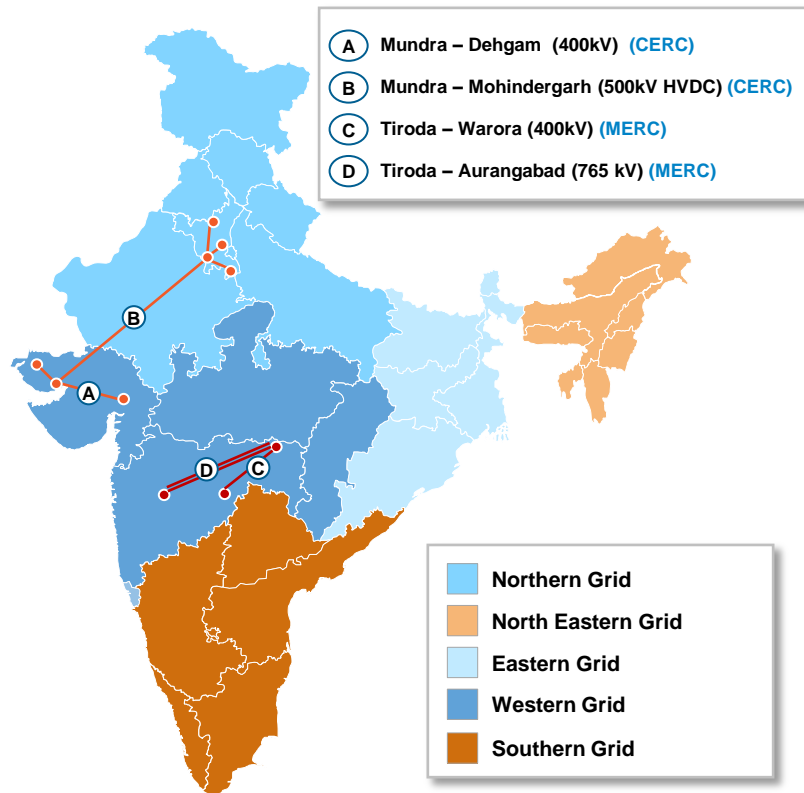 A Mundra – Dehgam (400kV) (CERC)
B Mundra – Mohindergarh (500kV HVDC) (CERC)
C Tiroda – Warora (400kV) (MERC)
D Tiroda – Aurangabad (765 kV) (MERC)
B
A
D
C
Northern Grid
North Eastern Grid
Eastern Grid
Western Grid
Southern Grid